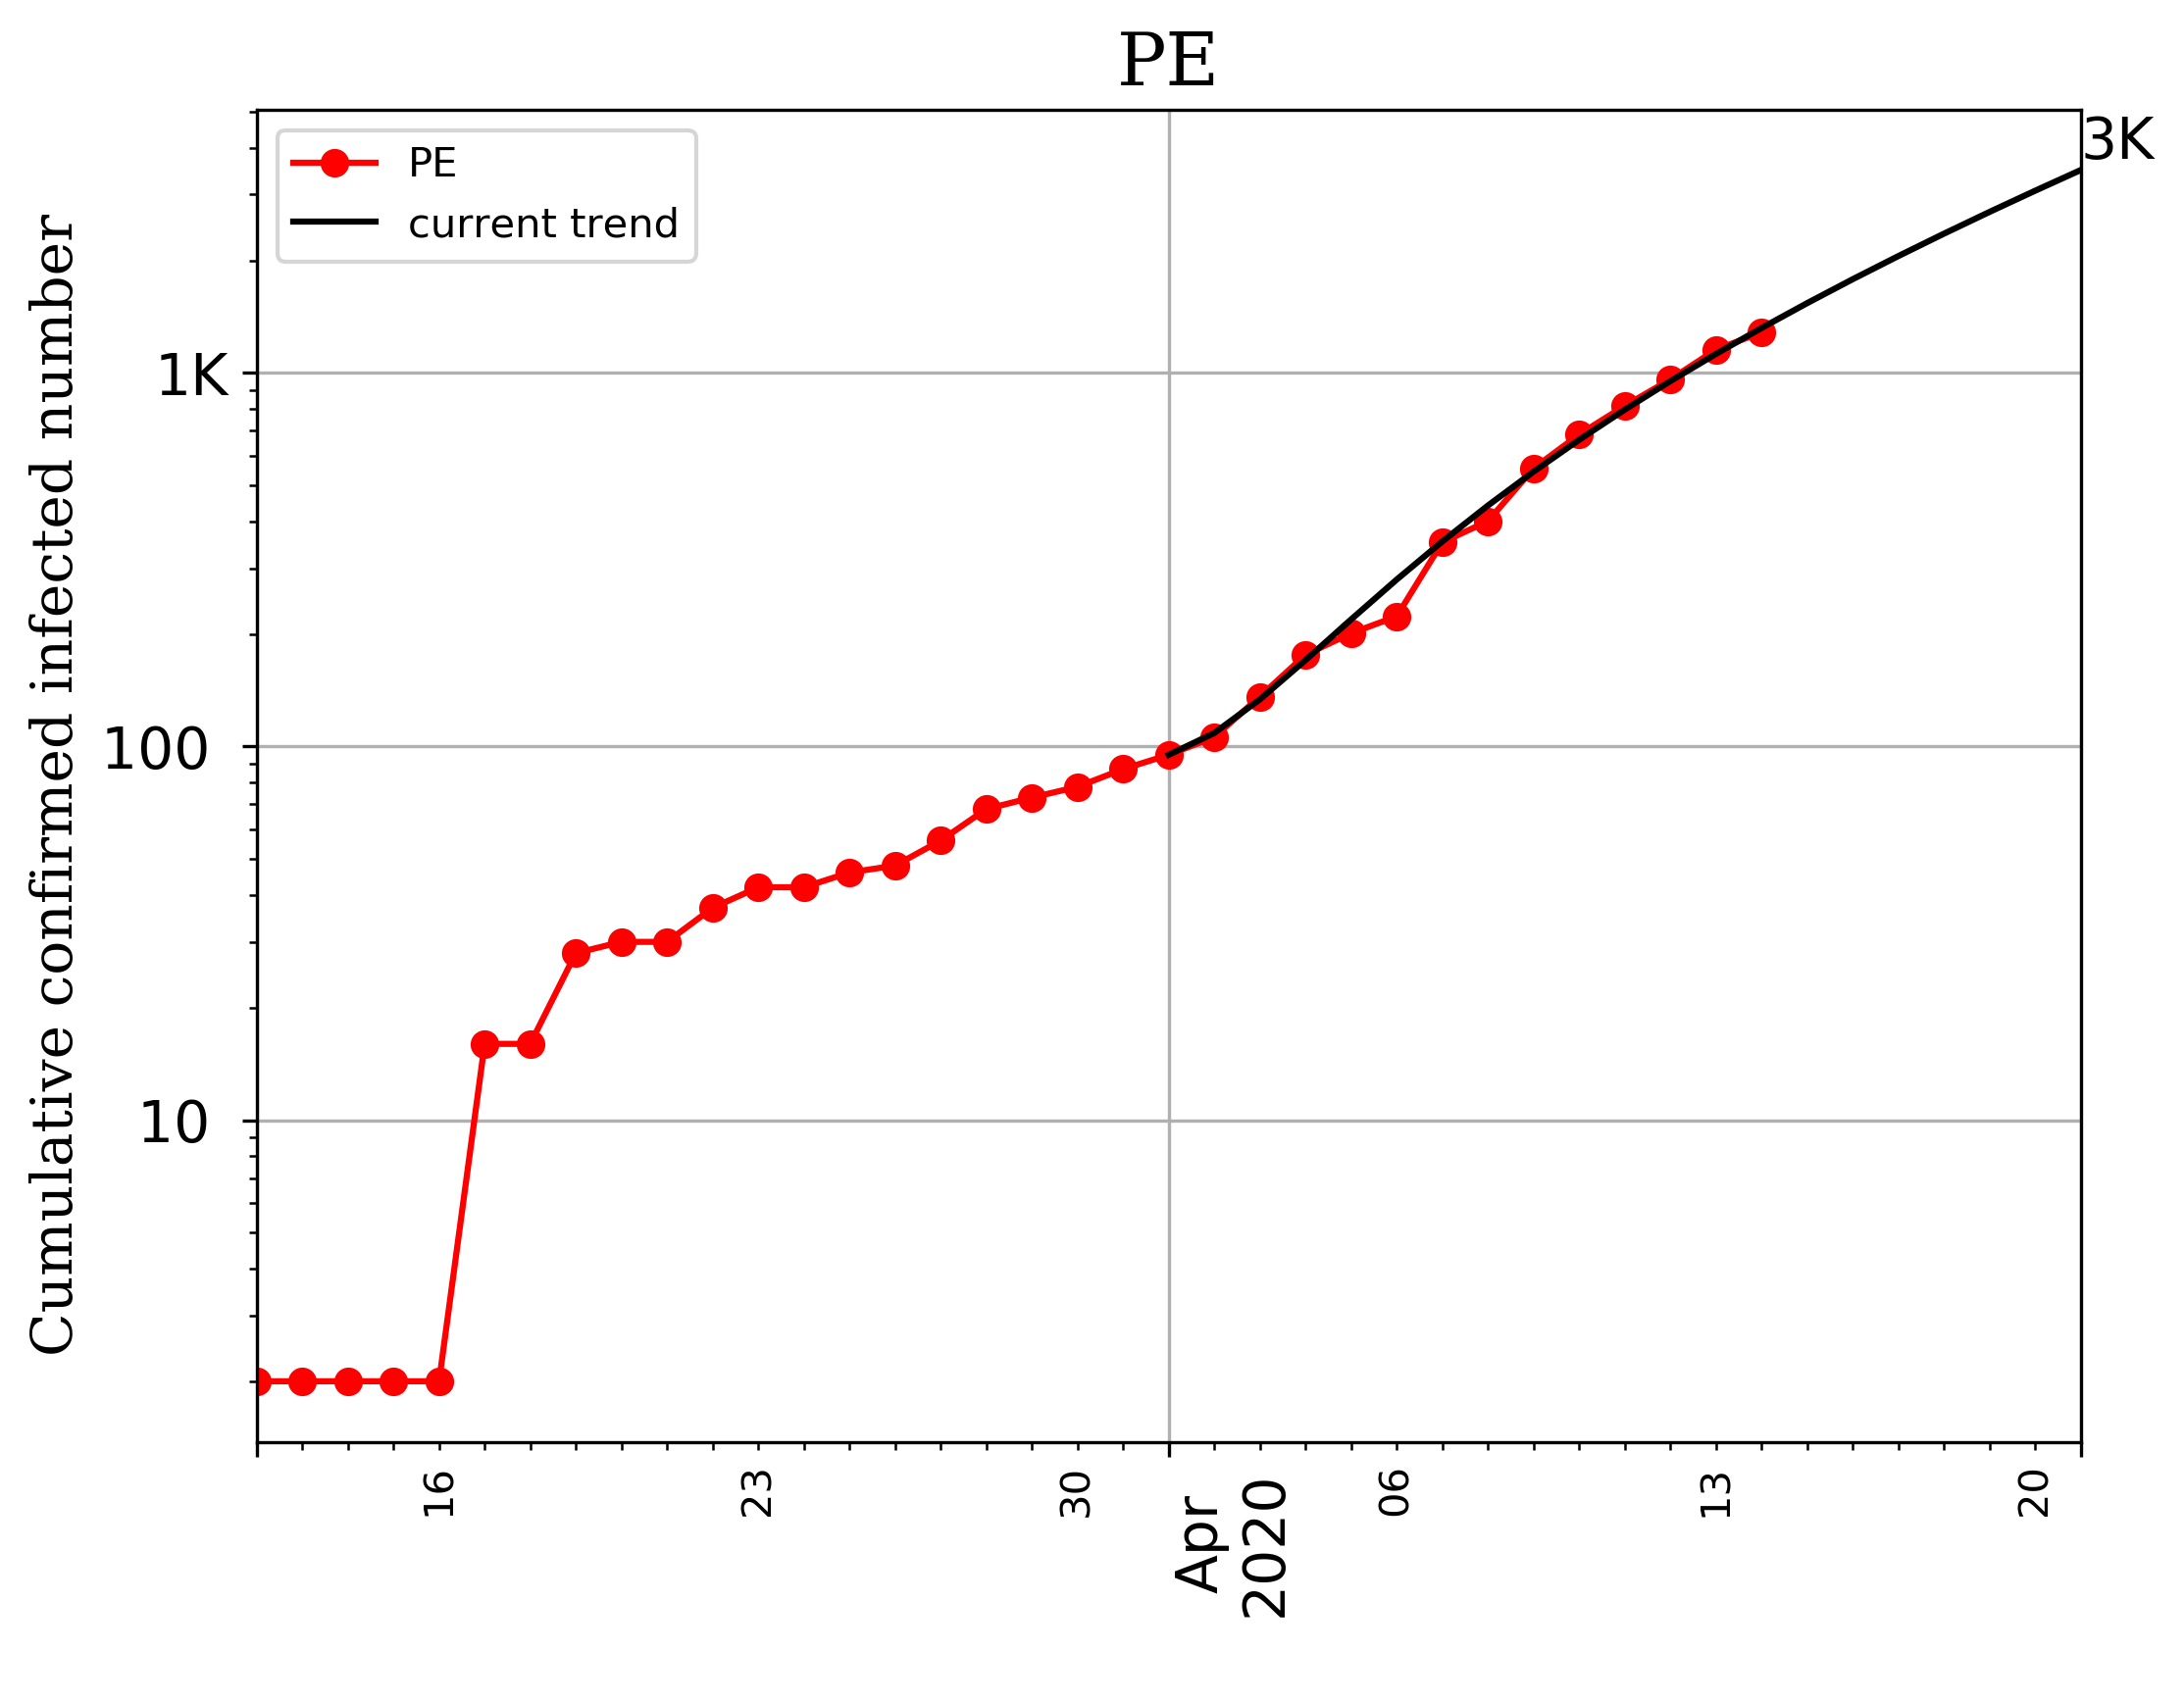 PE
3K
PE
current trend
Cumulative confirmed infected number
1K
100
10
16
23
30
Apr
2020
06
13
20